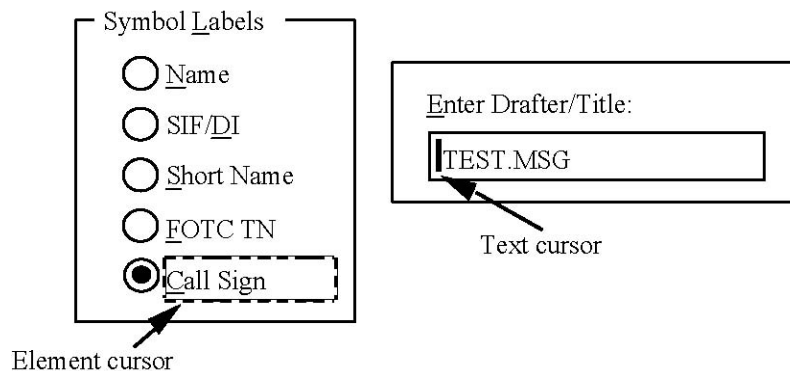 Symbol Labels
Name
SIF/DI
Short Name
FOTC TN
Call Sign
Element cursor
Enter Drafter/Title:
TEST.MSG
Text cursor